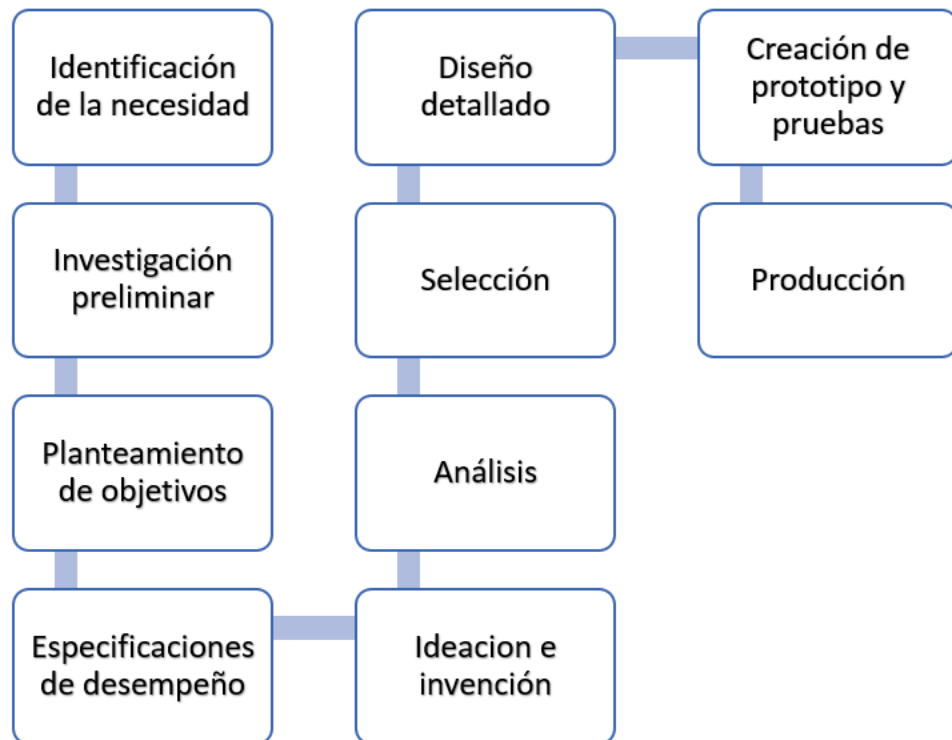 Identificación
de la necesidad
Investigación
preliminar
Planteamiento
de objetivos
Especificaciones
de desempeño
Ideacion e
invención
Análisis
Selección
Diseño
detallado
Creación de
prototipo y
pruebas
Producción